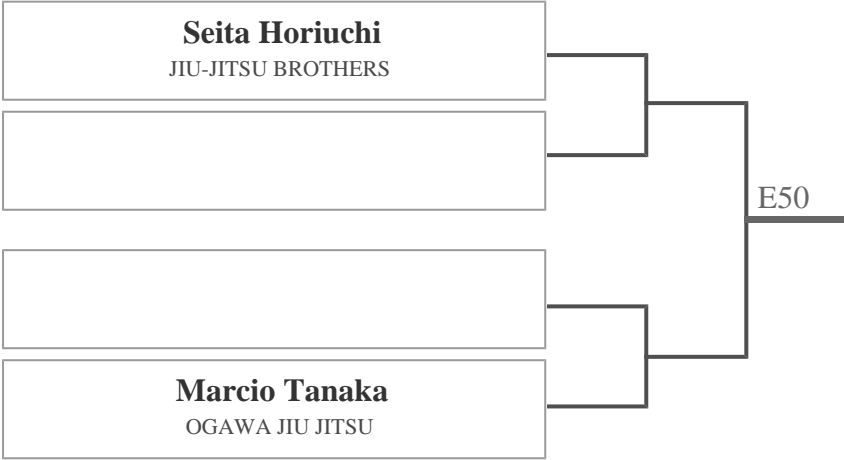 Seita Horiuchi
JIU-JITSU BROTHERS
E50
Marcio Tanaka
OGAWA JIU JITSU